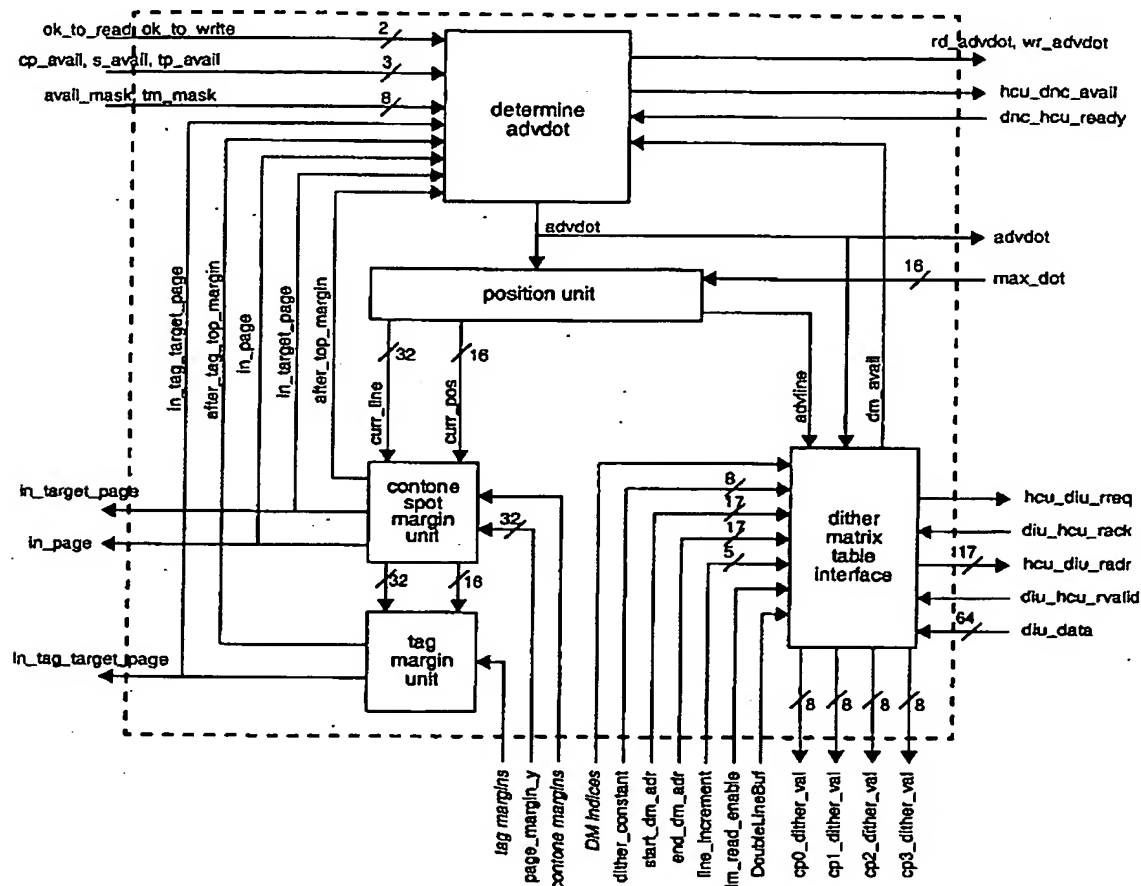 ok_to_read, ok_to_write
2
cp_avail, s_avail, tp_avail
3
avail_mask, tm_mask
8
determine
advdot
rd_advdot, wr_advdot
hcu_dnc_avail
dnc_hcu_ready
advdot
advdot
16
max_dot
position unit
in_tag_target_page
after_tag_top_margin
in_page
in_target_page
after_top_margin
32
16
curr_line
curr_pos
advline
dm_avail
in_target_page
in_page
contone
spot
margin
unit
32
32
16
in_tag_target_page
tag
margin
unit
8
17
17
5
dither
matrix
table
interface
hcu_diu_rreq
diu_hcu_rack
117
hcu_diu_radr
diu_hcu_rvalid
64
diu_data
8
8
8
8
tag margins
page_margin_y
contone margins
DM Indices
dither_constant
start_dm_adr
end_dm_adr
line_increment
dm_read_enable
DoubleLineBuf
cp0_dither_val
cp1_dither_val
cp2_dither_val
cp3_dither_val